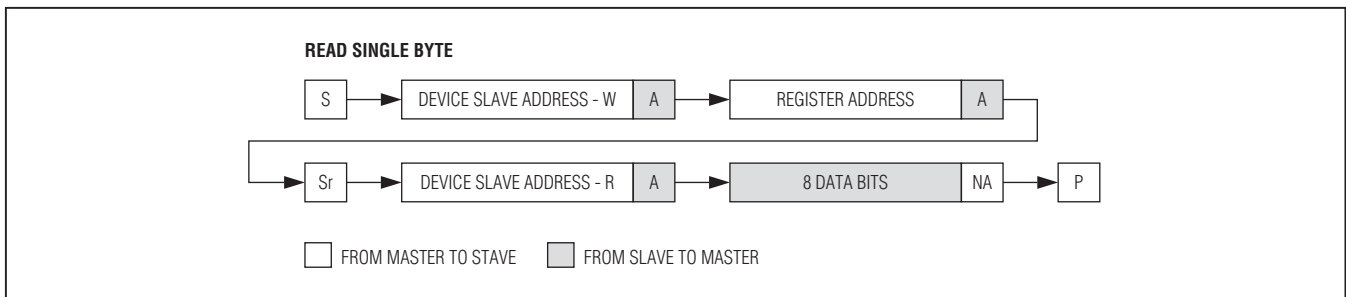 READ SINGLE BYTE
S DEVICE SLAVE ADDRESS - W A REGISTER ADDRESS A
Sr DEVICE SLAVE ADDRESS - R A 8 DATA BITS NA P
FROM MASTER TO STAVE FROM SLAVE TO MASTER